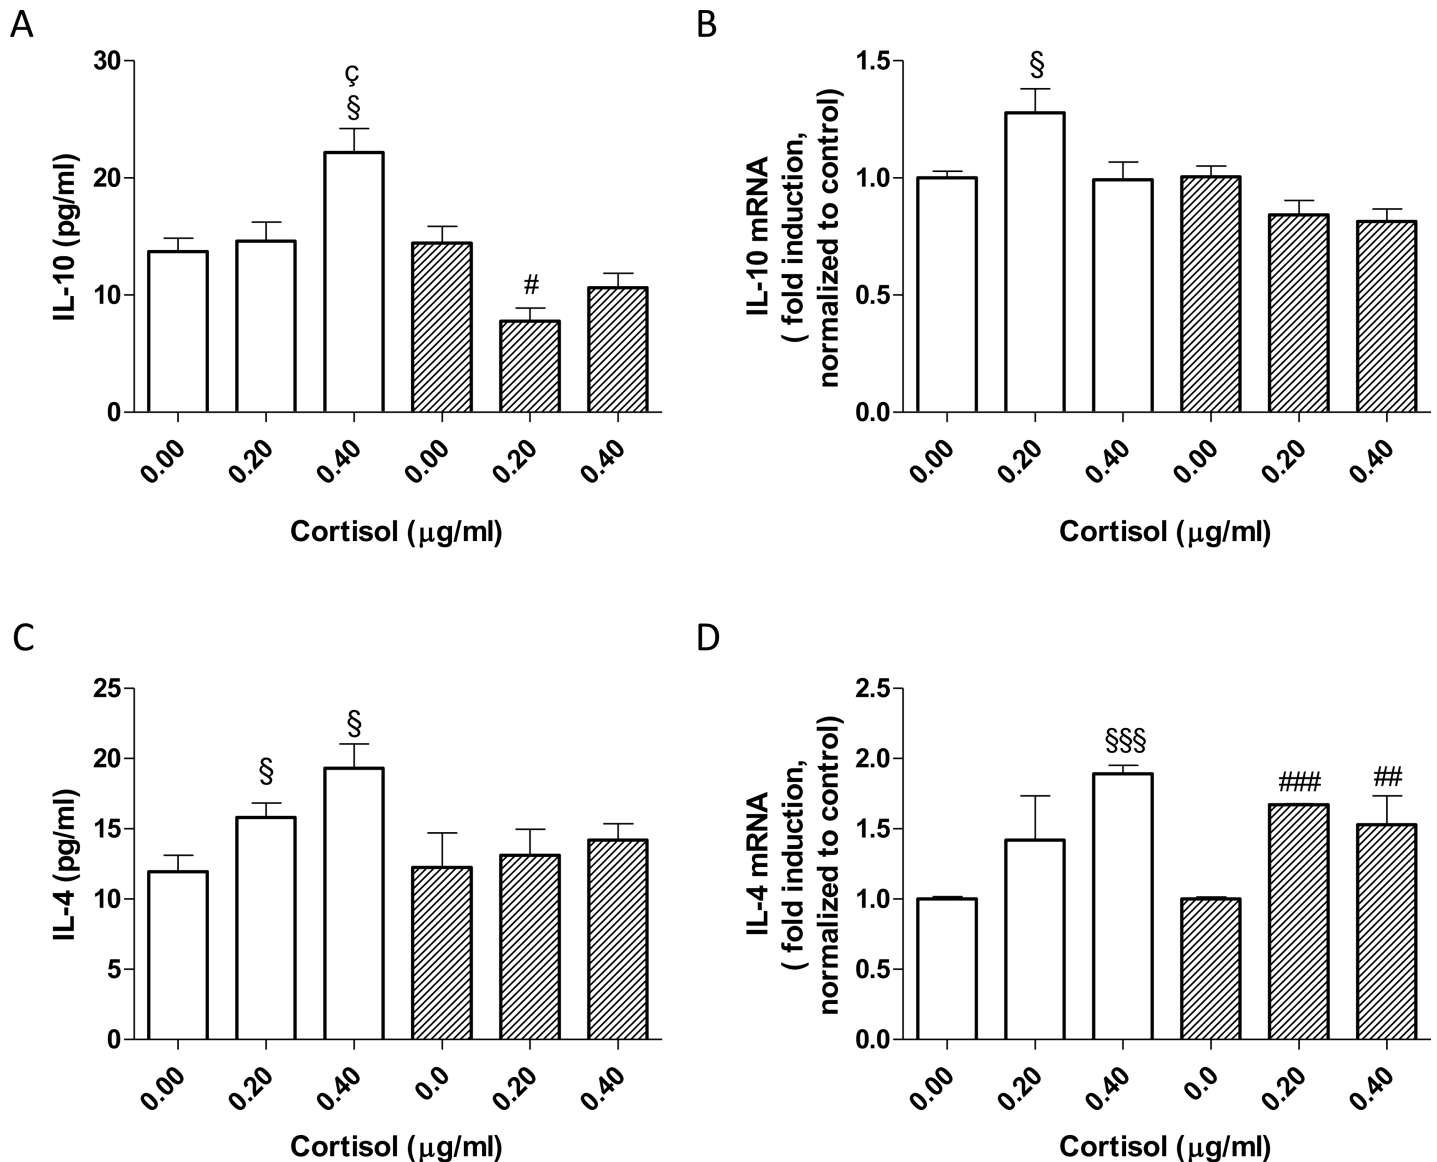 A
IL-10 (pg/ml)
30
20
10
0
ç
§
#
0.00 0.20 0.40 0.00 0.20 0.40
Cortisol (μg/ml)
B
IL-10 mRNA
( fold induction,
normalized to control)
1.5
1.0
0.5
0.0
§
0.00 0.20 0.40 0.00 0.20 0.40
Cortisol (μg/ml)
C
IL-4 (pg/ml)
25
20
15
10
5
0
§
§
0.00 0.20 0.40 0.0 0.20 0.40
Cortisol (μg/ml)
D
IL-4 mRNA
( fold induction,
normalized to control)
2.5
2.0
1.5
1.0
0.5
0.0
§§§
###
##
0.00 0.20 0.40 0.0 0.20 0.40
Cortisol (μg/ml)